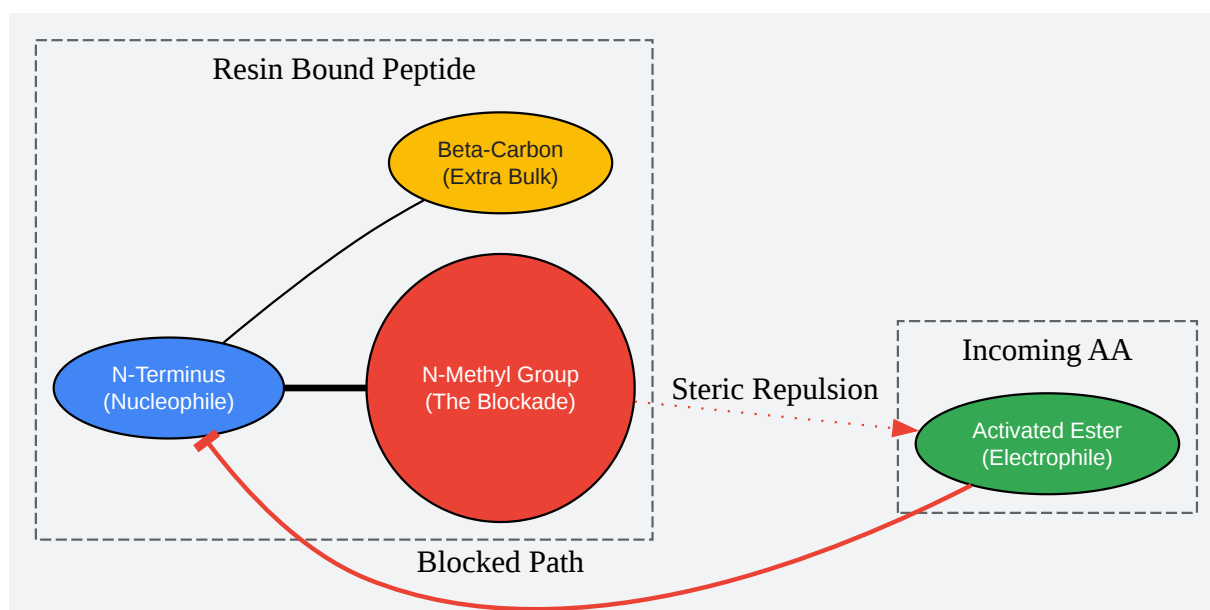 Resin Bound Peptide
Beta-Carbon
(Extra Bulk)
N-Terminus
(Nucleophile)
N-Methyl Group
(The Blockade)
Steric Repulsion
Incoming AA
Activated Ester
(Electrophile)
Blocked Path